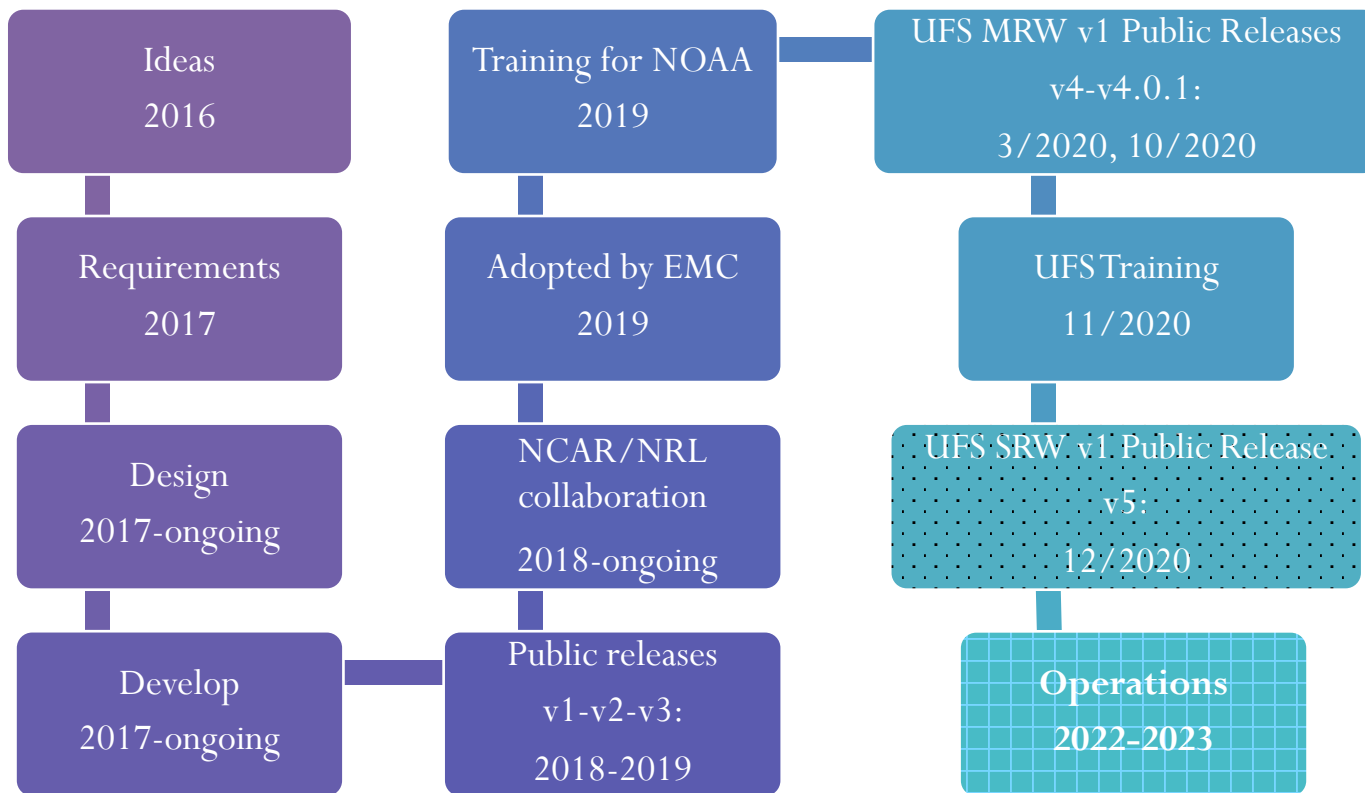 Ideas
2016
Requirements
2017
Design
2017-ongoing
Develop
2017-ongoing
Public releases
v1-v2-v3:
2018-2019
NCAR/NRL
collaboration
2018-ongoing
Adopted by EMC
2019
Training for NOAA
2019
UFS MRW v1 Public Releases
v4-v4.0.1:
3/2020, 10/2020
UFS Training
11/2020
UFS SRW v1 Public Release
v5:
12/2020
Operations
2022-2023